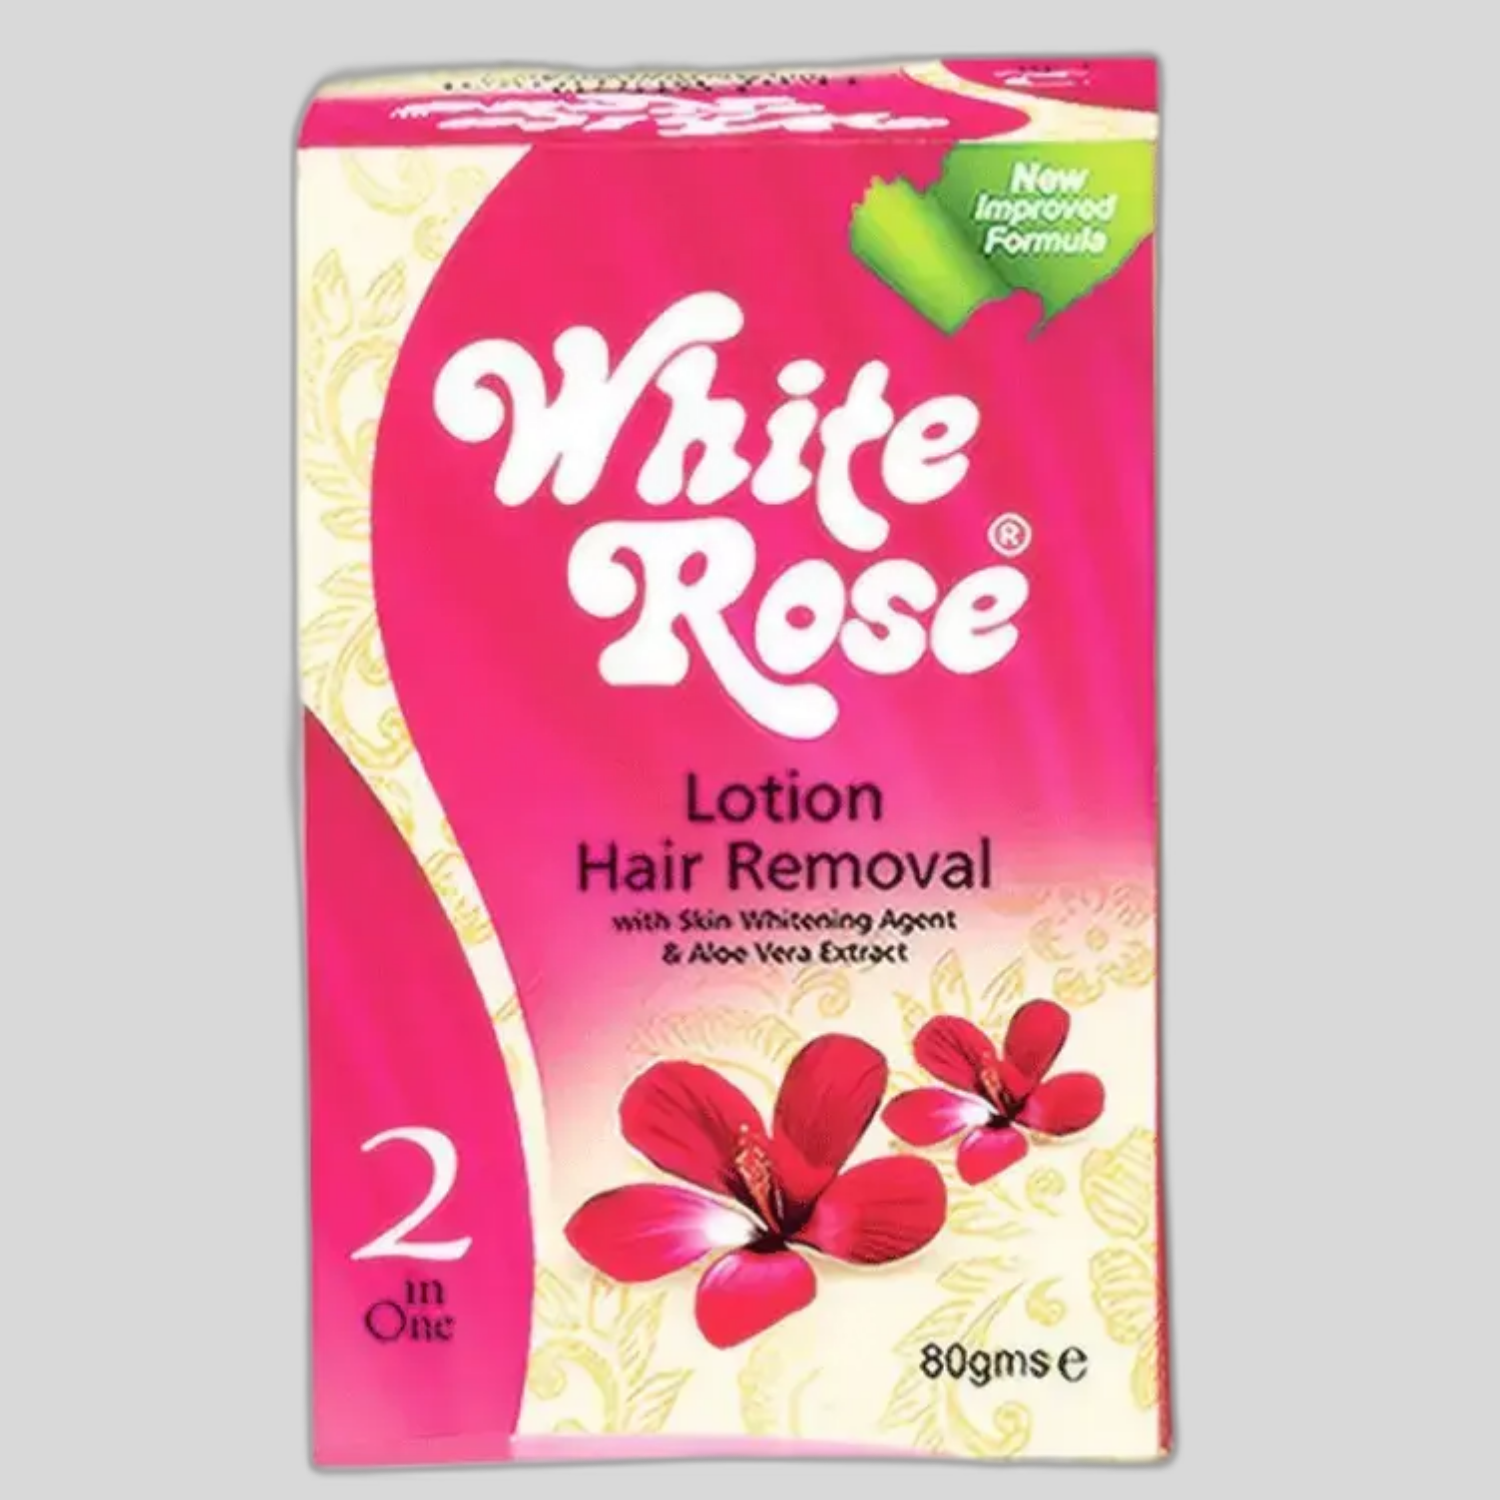 New
Improved
Formula
White
Rose®
Lotion
Hair Removal
with Skin Whitening Agent
& Aloe Vera Extract
2
in
One
80gms e